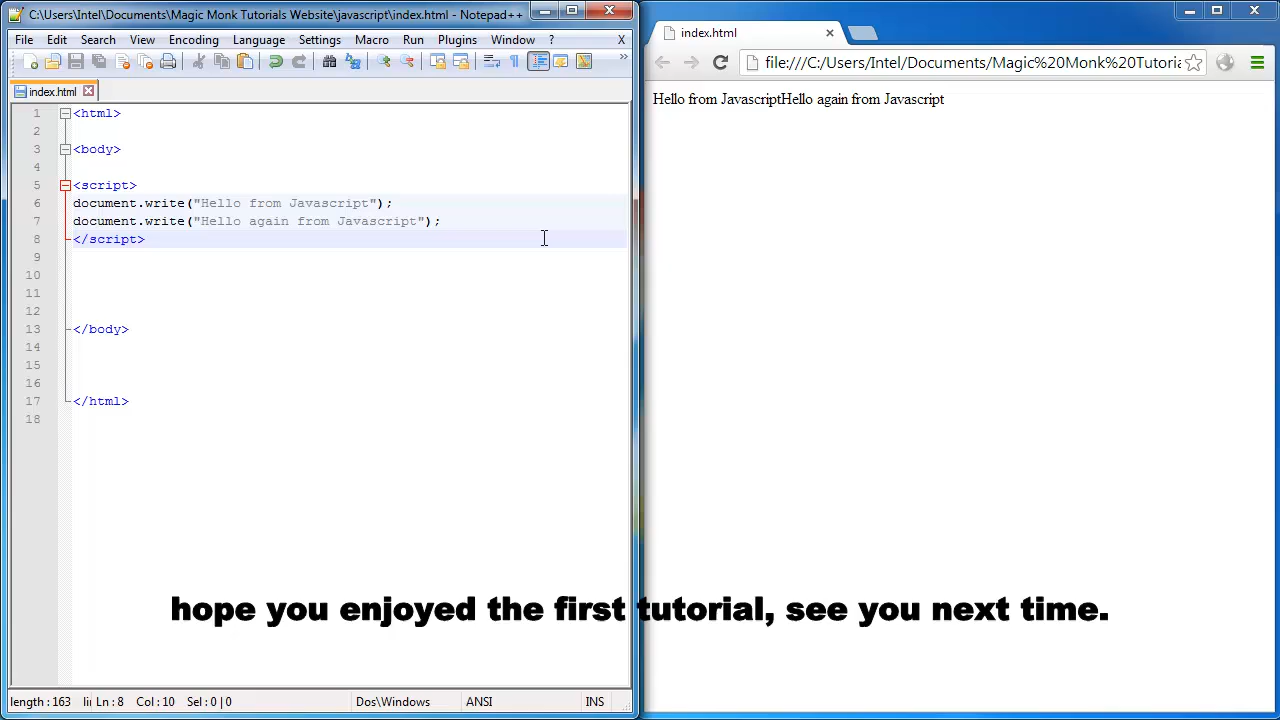 C:\Users\Intel\Documents\Magic Monk Tutorials Website\javascript\index.html - Notepad++
File Edit Search View Encoding Language Settings Macro Run Plugins Window ? X
index.html
1 <html>
2
3 <body>
4
5 <script>
6 document.write("Hello from Javascript");
7 document.write("Hello again from Javascript");
8 </script>
9
10
11
12
13 </body>
14
15
16
17 </html>
18
length : 163 Ln : 8 Col : 10 Sel : 0 | 0 Dos\Windows ANSI INS
index.html
file:///C:/Users/Intel/Documents/Magic%20Monk%20Tutoria
Hello from JavascriptHello again from Javascript
hope you enjoyed the first tutorial, see you next time.